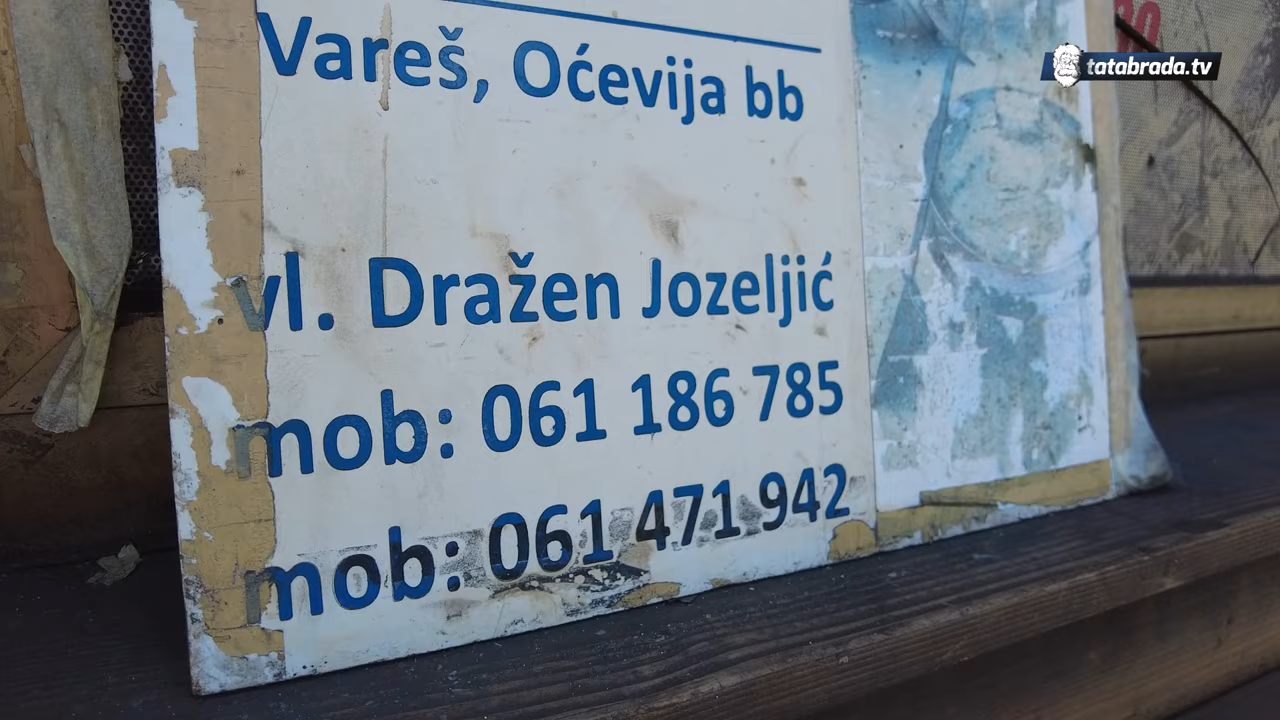 tatabrada.tv
Vareš, Oćevija bb
vl. Dražen Jozeljić
mob: 061 186 785
mob: 061 471 942